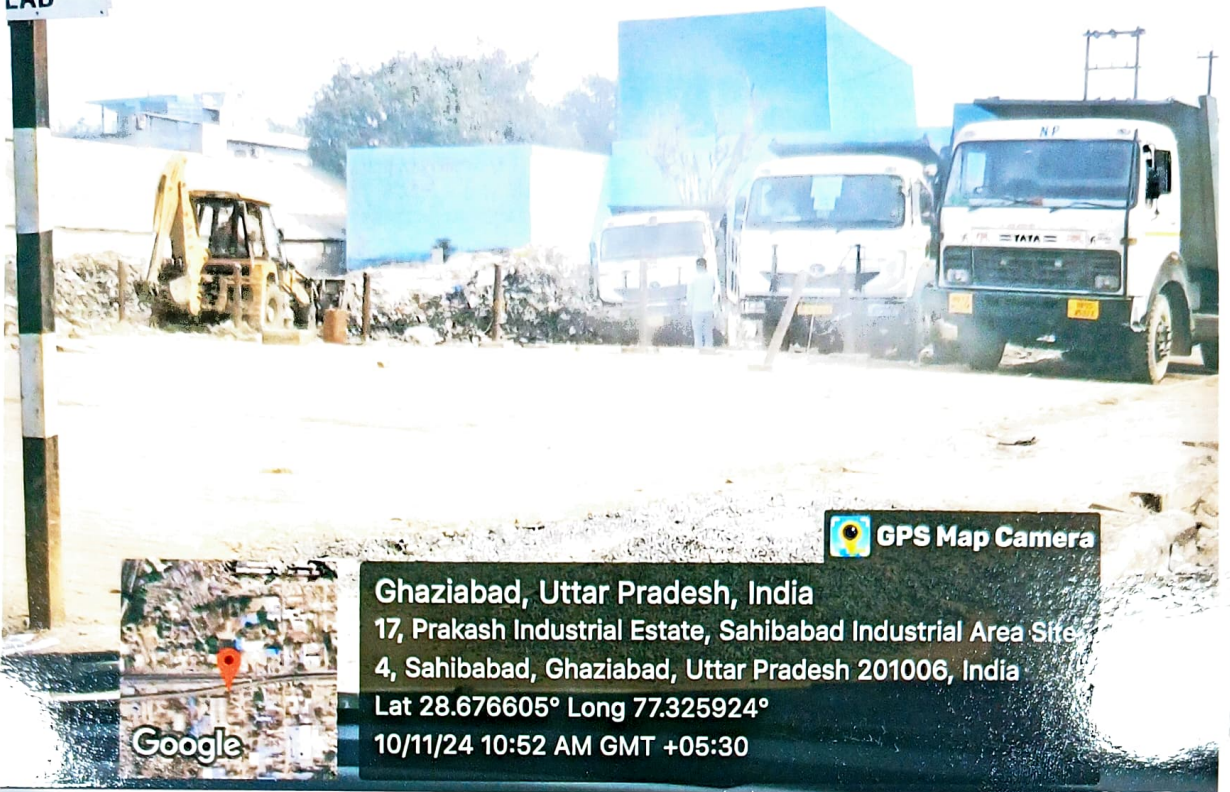 LAD
NP
TATA
GPS Map Camera
Ghaziabad, Uttar Pradesh, India
17, Prakash Industrial Estate, Sahibabad Industrial Area Site
4, Sahibabad, Ghaziabad, Uttar Pradesh 201006, India
Lat 28.676605° Long 77.325924°
10/11/24 10:52 AM GMT +05:30
Google